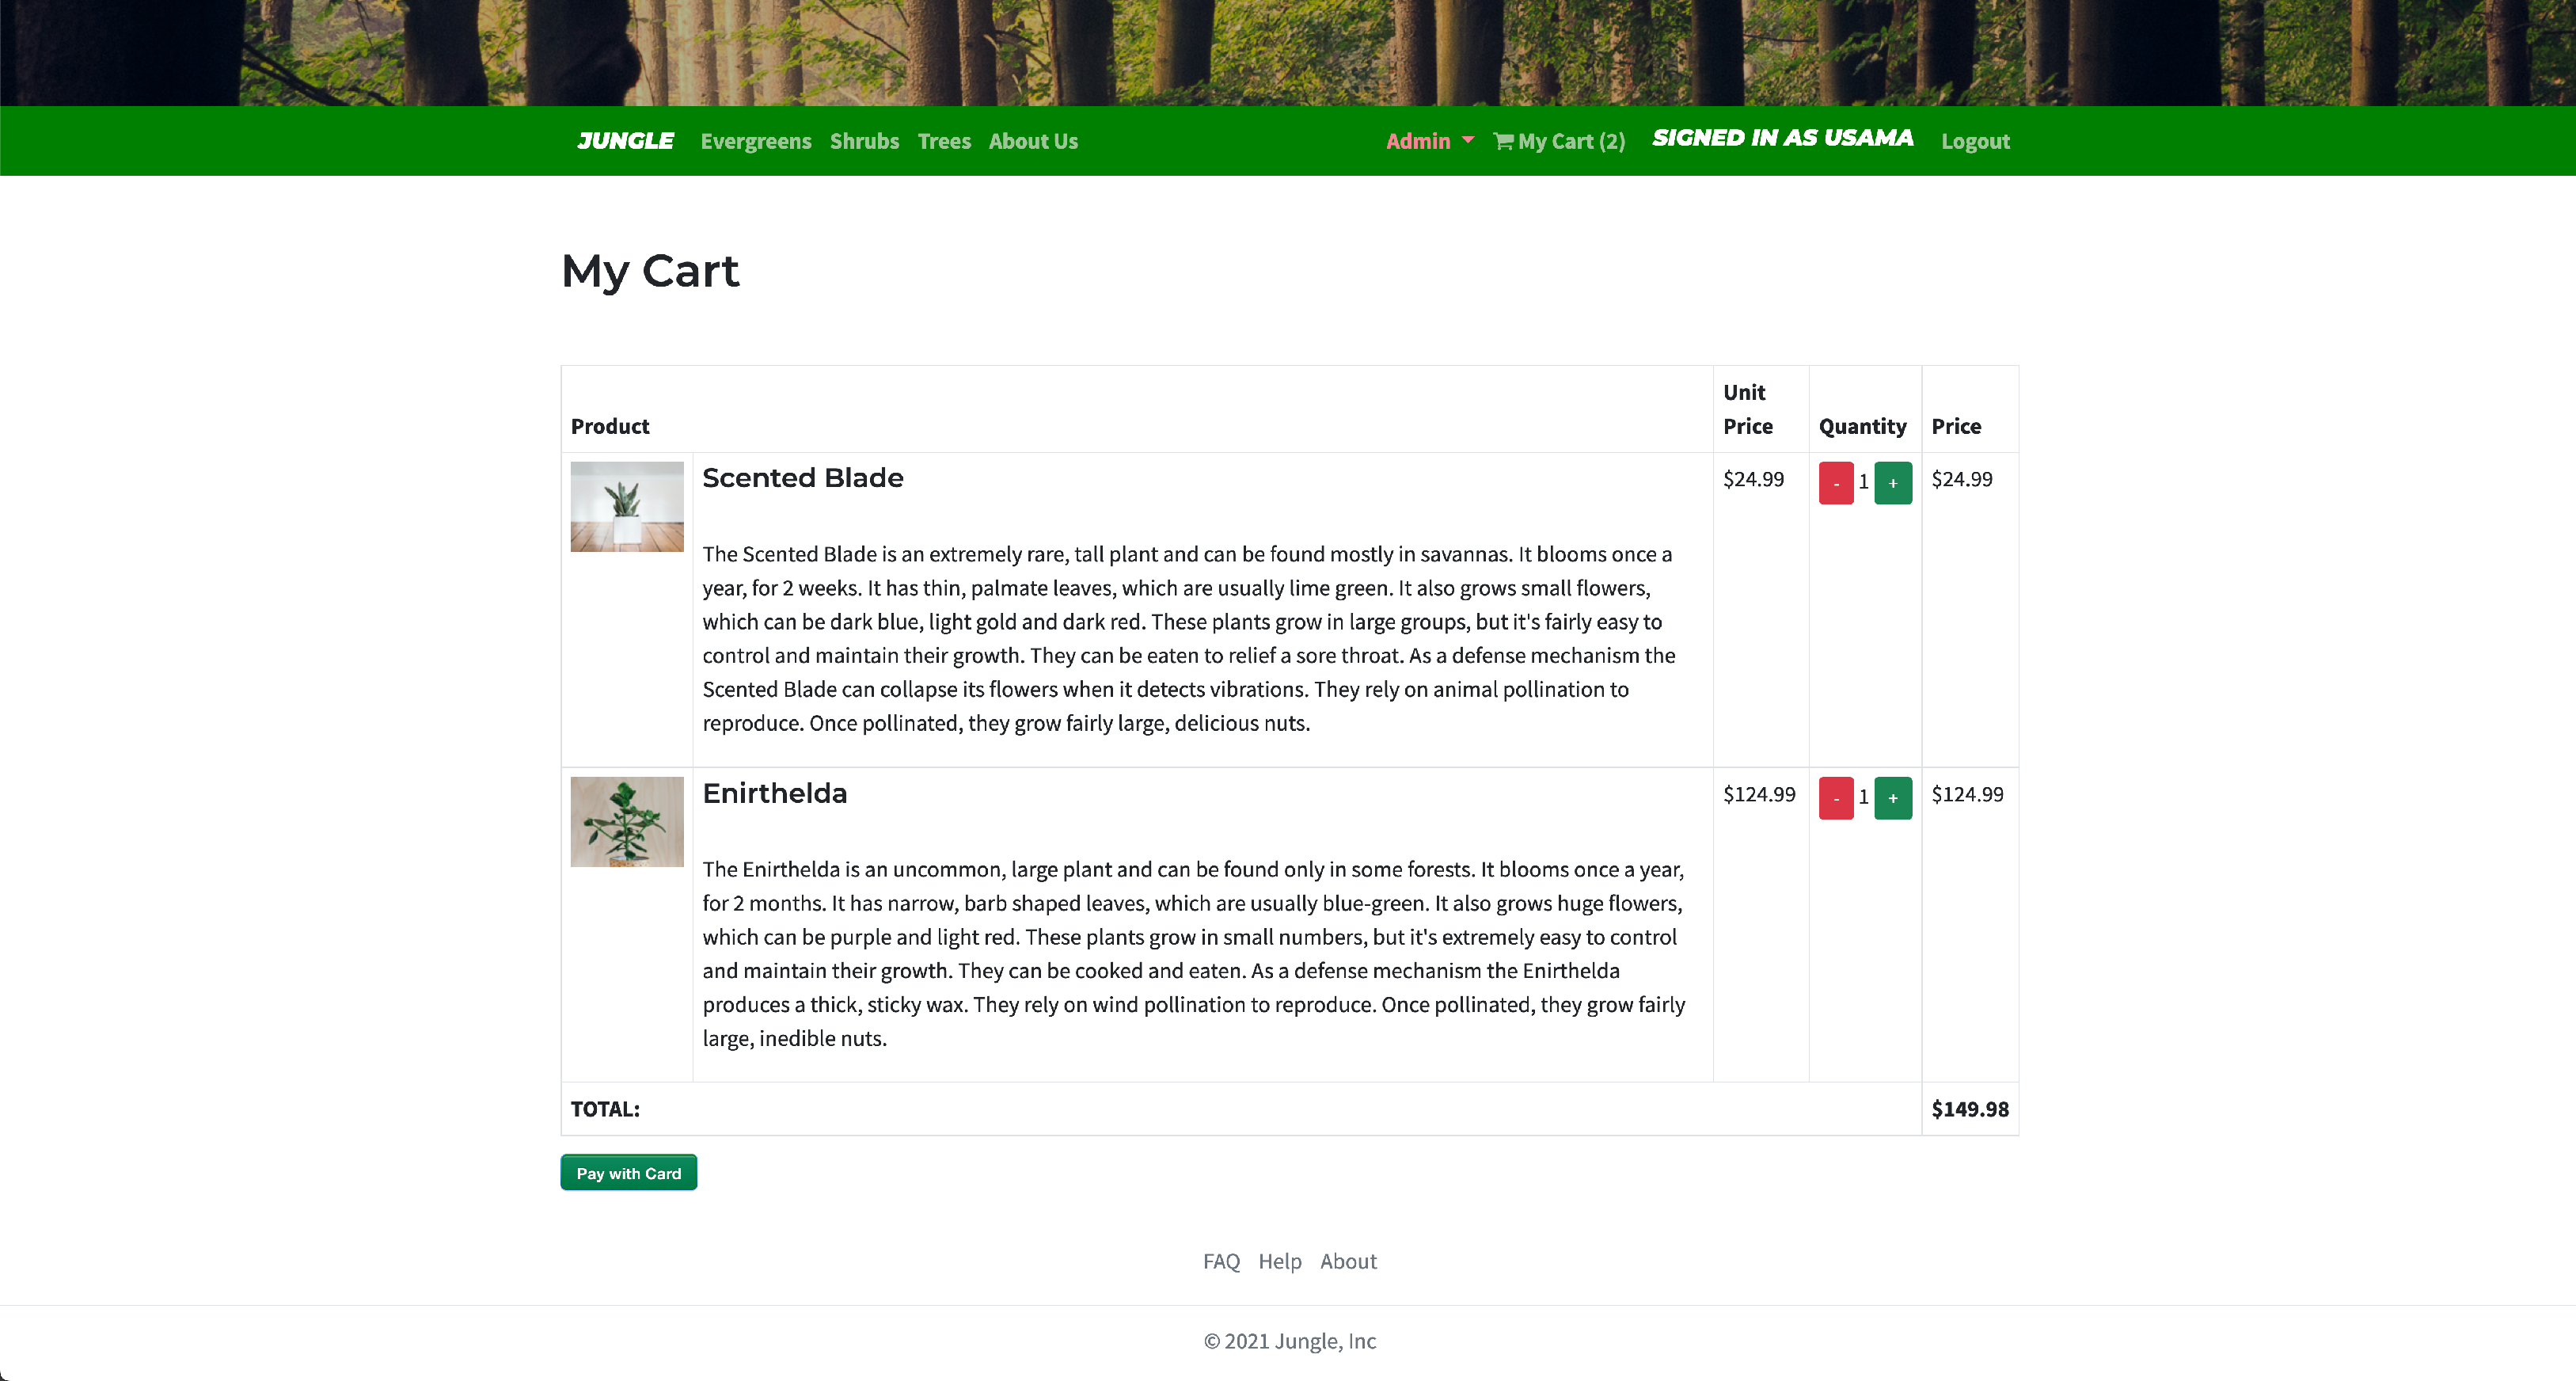 JUNGLE Evergreens Shrubs Trees About Us Admin My Cart (2) SIGNED IN AS USAMA Logout
My Cart
Product Unit Price Quantity Price
Scented Blade $24.99 - 1 + $24.99
The Scented Blade is an extremely rare, tall plant and can be found mostly in savannas. It blooms once a
year, for 2 weeks. It has thin, palmate leaves, which are usually lime green. It also grows small flowers,
which can be dark blue, light gold and dark red. These plants grow in large groups, but it's fairly easy to
control and maintain their growth. They can be eaten to relief a sore throat. As a defense mechanism the
Scented Blade can collapse its flowers when it detects vibrations. They rely on animal pollination to
reproduce. Once pollinated, they grow fairly large, delicious nuts.
Enirthelda $124.99 - 1 + $124.99
The Enirthelda is an uncommon, large plant and can be found only in some forests. It blooms once a year,
for 2 months. It has narrow, barb shaped leaves, which are usually blue-green. It also grows huge flowers,
which can be purple and light red. These plants grow in small numbers, but it's extremely easy to control
and maintain their growth. They can be cooked and eaten. As a defense mechanism the Enirthelda
produces a thick, sticky wax. They rely on wind pollination to reproduce. Once pollinated, they grow fairly
large, inedible nuts.
TOTAL: $149.98
Pay with Card
FAQ Help About
© 2021 Jungle, Inc